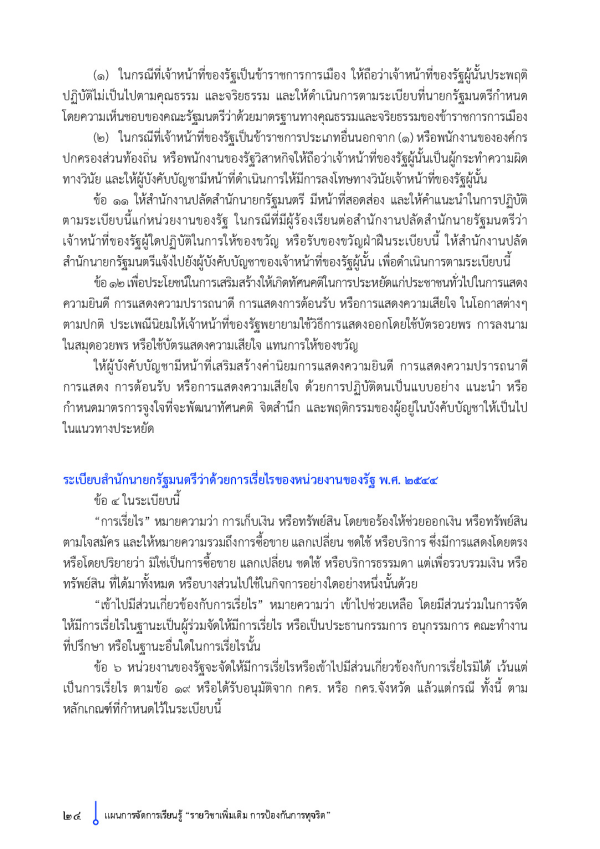 (๑) ในกรณีที่เจ้าหน้าที่ของรัฐเป็นข้าราชการการเมือง ให้ถือว่าเจ้าหน้าที่ของรัฐผู้นั้นประพฤติ
ปฏิบัติไม่เป็นไปตามคุณธรรม และจริยธรรม และให้ดำเนินการตามระเบียบที่นายกรัฐมนตรีกำหนด
โดยความเห็นชอบของคณะรัฐมนตรีว่าด้วยมาตรฐานทางคุณธรรมและจริยธรรมของข้าราชการการเมือง
(๒) ในกรณีที่เจ้าหน้าที่ของรัฐเป็นข้าราชการประเภทอื่นนอกจาก (๑) หรือพนักงานขององค์กร
ปกครองส่วนท้องถิ่น หรือพนักงานของรัฐวิสาหกิจให้ถือว่าเจ้าหน้าที่ของรัฐผู้นั้นเป็นผู้กระทำความผิด
ทางวินัย และให้ผู้บังคับบัญชามีหน้าที่ดำเนินการให้มีการลงโทษทางวินัยเจ้าหน้าที่ของรัฐผู้นั้น
ข้อ ๑๑ ให้สำนักงานปลัดสำนักนายกรัฐมนตรี มีหน้าที่สอดส่อง และให้คำแนะนำในการปฏิบัติ
ตามระเบียบนี้แก่หน่วยงานของรัฐ ในกรณีที่มีผู้ร้องเรียนต่อสำนักงานปลัดสำนักนายกรัฐมนตรีว่า
เจ้าหน้าที่ของรัฐผู้ใดปฏิบัติในการให้ของขวัญ หรือรับของขวัญฝ่าฝืนระเบียบนี้ ให้สำนักงานปลัด
สำนักนายกรัฐมนตรีแจ้งไปยังผู้บังคับบัญชาของเจ้าหน้าที่ของรัฐผู้นั้น เพื่อดำเนินการตามระเบียบนี้
ข้อ ๑๒ เพื่อประโยชน์ในการเสริมสร้างให้เกิดทัศนคติในการประหยัดแก่ประชาชนทั่วไปในการแสดง
ความยินดี การแสดงความปรารถนาดี การแสดงการต้อนรับ หรือการแสดงความเสียใจ ในโอกาสต่างๆ
ตามปกติ ประเพณีนิยมให้เจ้าหน้าที่ของรัฐพยายามใช้วิธีการแสดงออกโดยใช้บัตรอวยพร การลงนาม
ในสมุดอวยพร หรือใช้บัตรแสดงความเสียใจ แทนการให้ของขวัญ
ให้ผู้บังคับบัญชามีหน้าที่เสริมสร้างค่านิยมการแสดงความยินดี การแสดงความปรารถนาดี
การแสดง การต้อนรับ หรือการแสดงความเสียใจ ด้วยการปฏิบัติตนเป็นแบบอย่าง แนะนำ หรือ
กำหนดมาตรการจูงใจที่จะพัฒนาทัศนคติ จิตสำนึก และพฤติกรรมของผู้อยู่ในบังคับบัญชาให้เป็นไป
ในแนวทางประหยัด
ระเบียบสำนักนายกรัฐมนตรีว่าด้วยการเรี่ยไรของหน่วยงานของรัฐ พ.ศ. ๒๕๔๔
ข้อ ๔ ในระเบียบนี้
“การเรี่ยไร” หมายความว่า การเก็บเงิน หรือทรัพย์สิน โดยขอร้องให้ช่วยออกเงิน หรือทรัพย์สิน
ตามใจสมัคร และให้หมายความรวมถึงการซื้อขาย แลกเปลี่ยน ชดใช้ หรือบริการ ซึ่งมีการแสดงโดยตรง
หรือโดยปริยายว่า มิใช่เป็นการซื้อขาย แลกเปลี่ยน ชดใช้ หรือบริการธรรมดา แต่เพื่อรวบรวมเงิน หรือ
ทรัพย์สิน ที่ได้มาทั้งหมด หรือบางส่วนไปใช้ในกิจการอย่างใดอย่างหนึ่งนั้นด้วย
“เข้าไปมีส่วนเกี่ยวข้องกับการเรี่ยไร” หมายความว่า เข้าไปช่วยเหลือ โดยมีส่วนร่วมในการจัด
ให้มีการเรี่ยไรในฐานะเป็นผู้ร่วมจัดให้มีการเรี่ยไร หรือเป็นประธานกรรมการ อนุกรรมการ คณะทำงาน
ที่ปรึกษา หรือในฐานะอื่นใดในการเรี่ยไรนั้น
ข้อ ๖ หน่วยงานของรัฐจะจัดให้มีการเรี่ยไรหรือเข้าไปมีส่วนเกี่ยวข้องกับการเรี่ยไรมิได้ เว้นแต่
เป็นการเรี่ยไร ตามข้อ ๑๙ หรือได้รับอนุมัติจาก กคร. หรือ กคร.จังหวัด แล้วแต่กรณี ทั้งนี้ ตาม
หลักเกณฑ์ที่กำหนดไว้ในระเบียบนี้
๒๔ แผนการจัดการเรียนรู้ “รายวิชาเพิ่มเติม การป้องกันการทุจริต”